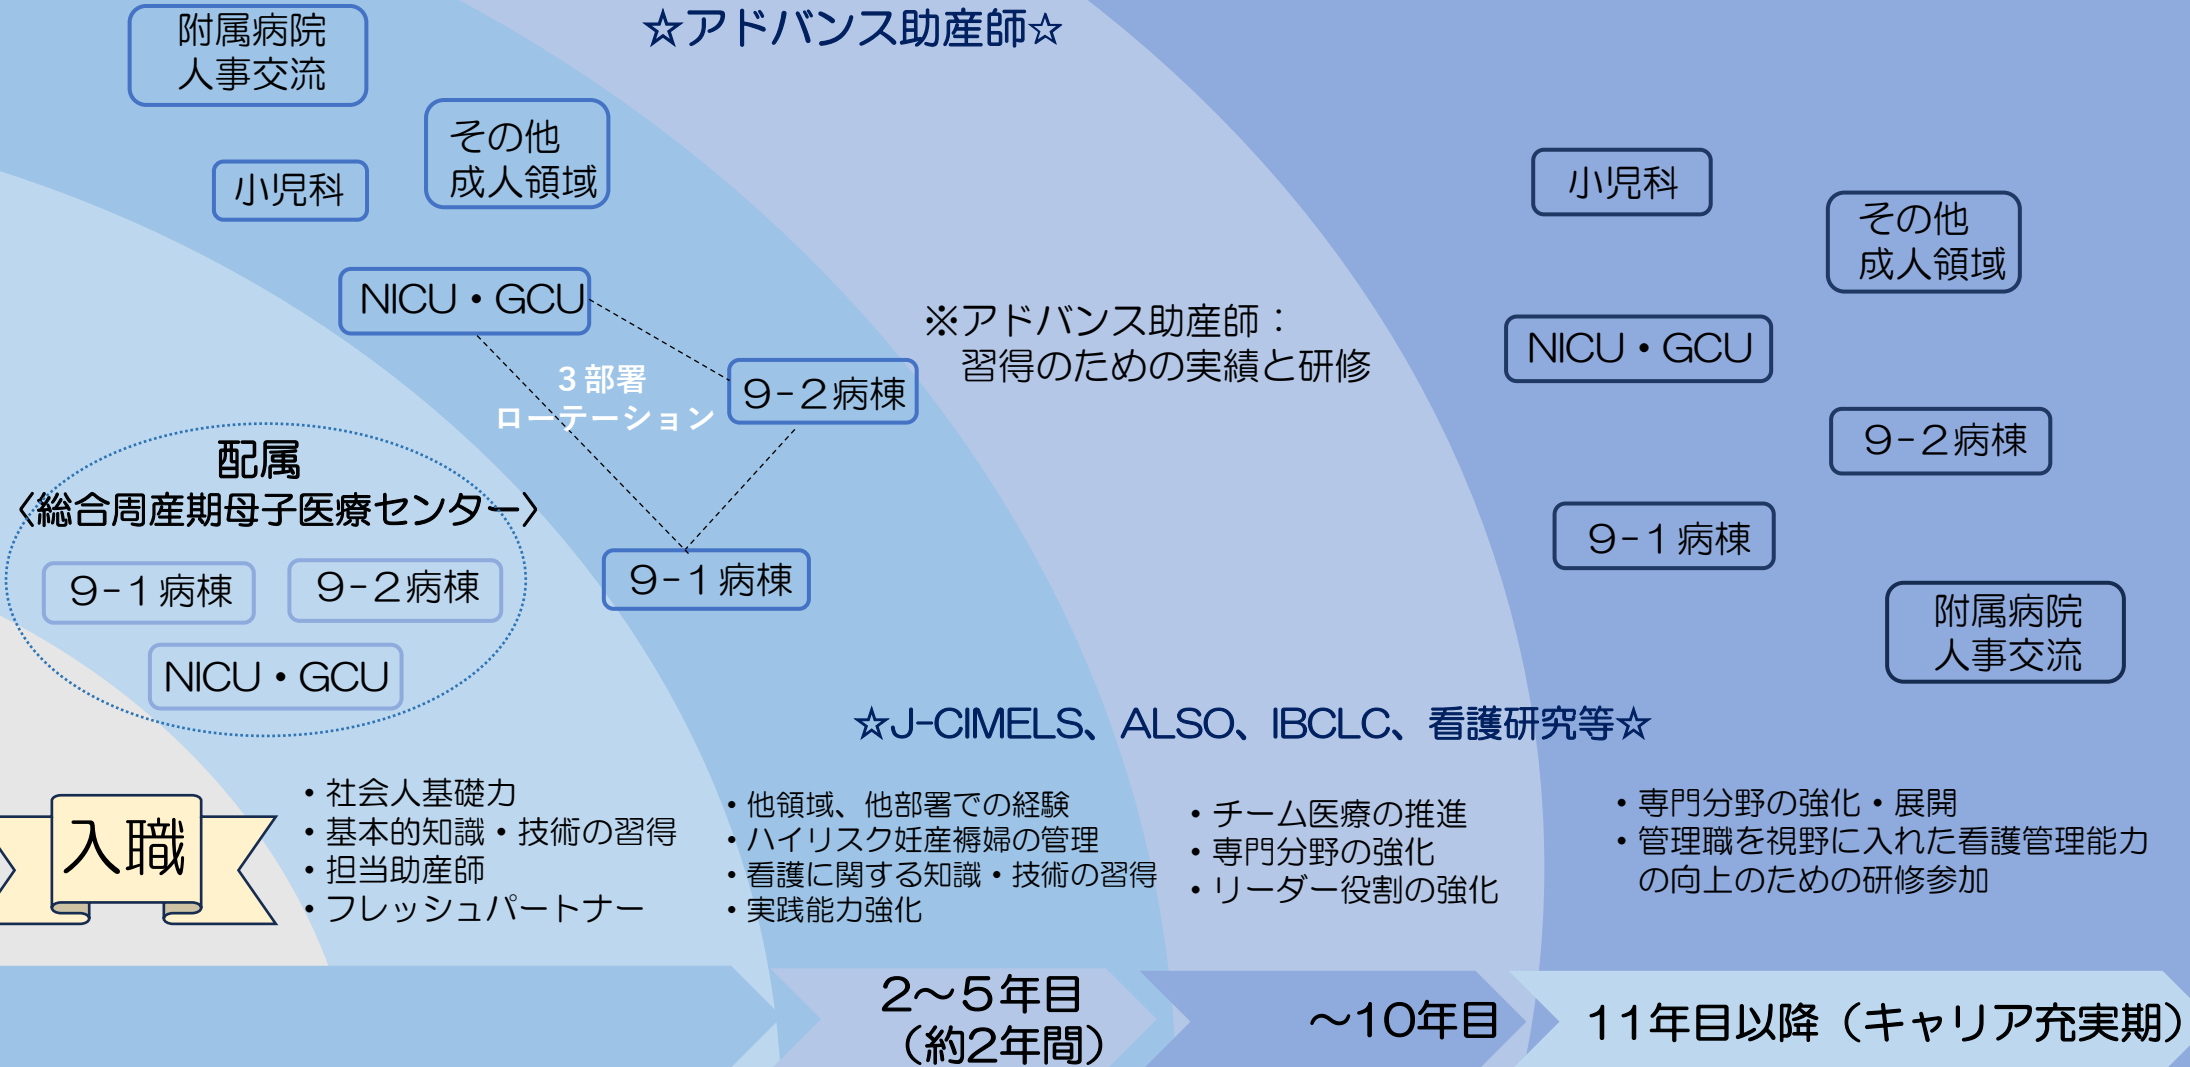 ☆アドバンス助産師☆
附属病院
人事交流
その他
成人領域
小児科
NICU・GCU
9-2病棟
3部署
ローテーション
9-1病棟
配属
〈総合周産期母子医療センター〉
9-1病棟
9-2病棟
NICU・GCU
※アドバンス助産師：
習得のための実績と研修
小児科
その他
成人領域
NICU・GCU
9-2病棟
9-1病棟
附属病院
人事交流
☆J-CIMELS、ALSO、IBCLC、看護研究等☆
入職
・社会人基礎力
・基本的知識・技術の習得
・担当助産師
・フレッシュパートナー
・他領域、他部署での経験
・ハイリスク妊産褥婦の管理
・看護に関する知識・技術の習得
・実践能力強化
・チーム医療の推進
・専門分野の強化
・リーダー役割の強化
・専門分野の強化・展開
・管理職を視野に入れた看護管理能力
の向上のための研修参加
2～5年目
（約2年間）
～10年目
11年目以降（キャリア充実期）